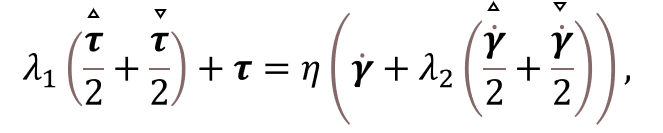 λ₁ (𝝉̂/2 + 𝝉̌/2) + 𝝉 = η (𝜸̇ + λ₂ (𝜸̇̂/2 + 𝜸̇̌/2)),